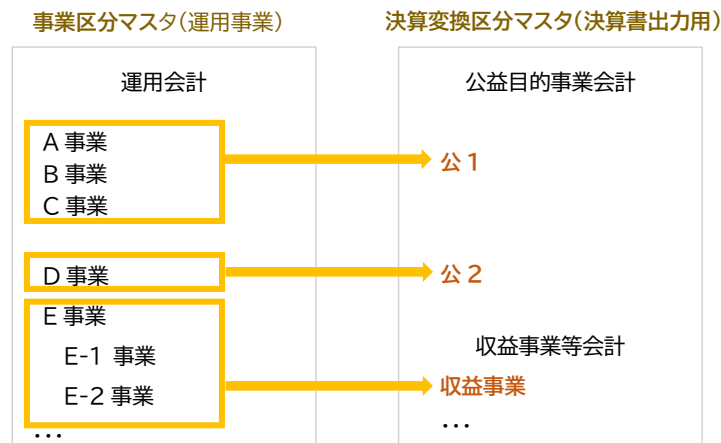 事業区分マスタ(運用事業)
運用会計
A 事業
B 事業
C 事業
D 事業
E 事業
E-1 事業
E-2 事業
...
決算変換区分マスタ(決算書出力用)
公益目的事業会計
公 1
公 2
収益事業等会計
収益事業
...